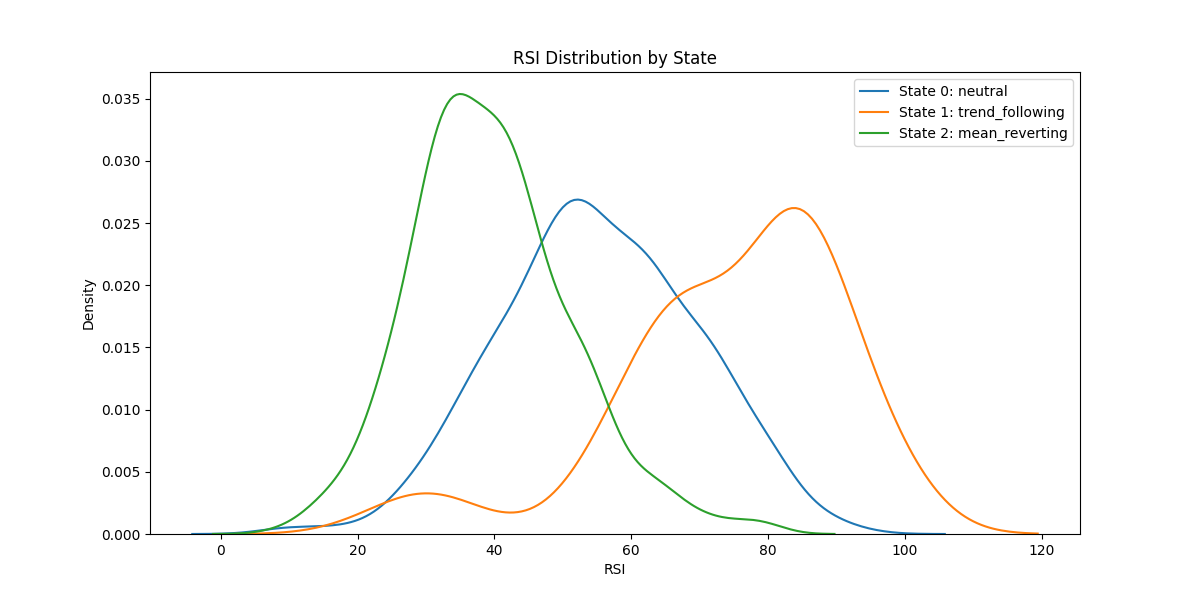 RSI Distribution by State
State 0: neutral
State 1: trend_following
State 2: mean_reverting
Density
0.035
0.030
0.025
0.020
0.015
0.010
0.005
0.000
0 20 40 60 80 100 120
RSI